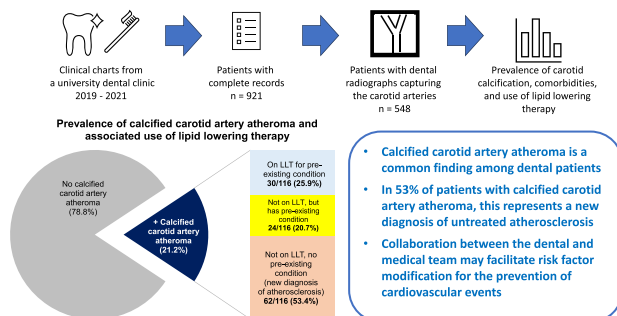 Clinical charts from
a university dental clinic
2019 - 2021
Patients with
complete records
n = 921
Patients with dental
radiographs capturing
the carotid arteries
n = 548
Prevalence of carotid
calcification, comorbidities,
and use of lipid lowering
therapy
Prevalence of calcified carotid artery atheroma and
associated use of lipid lowering therapy
No calcified
carotid artery
atheroma
(78.8%)
+ Calcified
carotid artery
atheroma
(21.2%)
On LLT for pre-
existing condition
30/116 (25.9%)
Not on LLT, but
has pre-existing
condition
24/116 (20.7%)
Not on LLT, no
pre-existing
condition
(new diagnosis
of atherosclerosis)
62/116 (53.4%)
• Calcified carotid artery atheroma is a
common finding among dental patients
• In 53% of patients with calcified carotid
artery atheroma, this represents a new
diagnosis of untreated atherosclerosis
• Collaboration between the dental and
medical team may facilitate risk factor
modification for the prevention of
cardiovascular events